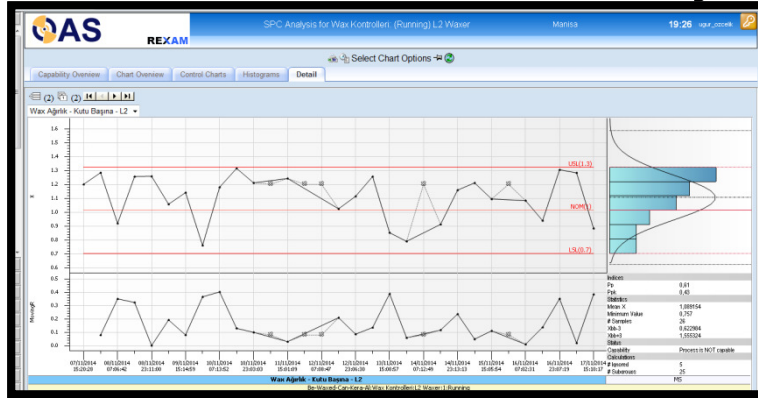 QAS
REXAM
SPC Analysis for Wax Kontrolleri: (Running) L2 Waxer
Manisa
19:26
ugur_ozcelik
Select Chart Options
Capability Overview
Chart Overview
Control Charts
Histograms
Detail
(2)
(2)
Wax Ağırlık - Kutu Başına - L2
1.6
1.5
1.4
1.3
1.2
1.1
1.0
0.9
0.8
0.7
0.6
X
USL(1.3)
NOM(1)
LSL(0.7)
0.5
0.4
0.3
0.2
0.1
0.0
MovingR
07/11/2014 08/11/2014 08/11/2014 09/11/2014 10/11/2014 10/11/2014 11/11/2014 12/11/2014 12/11/2014 13/11/2014 14/11/2014 14/11/2014 15/11/2014 16/11/2014 16/11/2014 17/11/2014
15:20:28 07:06:42 23:11:08 15:14:59 07:13:52 23:03:03 15:01:09 07:08:47 15:08:57 07:12:49 23:13:13 15:05:54 07:02:31 23:07:19 15:10:17
Indices
Pp 0,61
Ppk 0,43
Statistics
Mean X
Minimum Value 0,757
# Samples 26
Xbb-3 0,622984
Xbb+3 1,555324
Status
Capability Process is NOT capable
Calculations
# Ignored 5
# Subgroups 25
Wax Ağırlık - Kutu Başına - L2
MS
Be-Waxed-Can-Kera-Ali Wax Kontrolleri L2 Waxer:1:Running